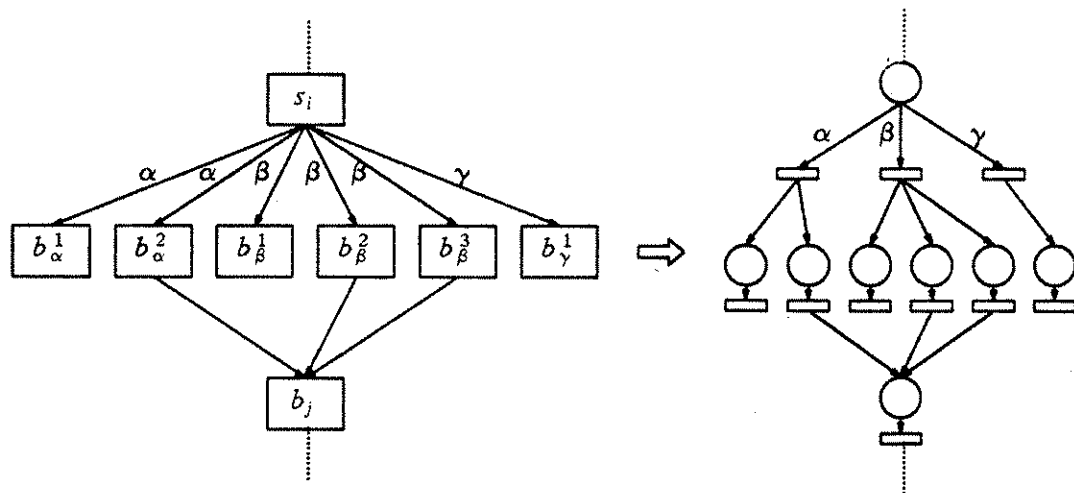 s_i
α α β β β γ α β γ
b_α^1 b_α^2 b_β^1 b_β^2 b_β^3 b_γ^1
b_j